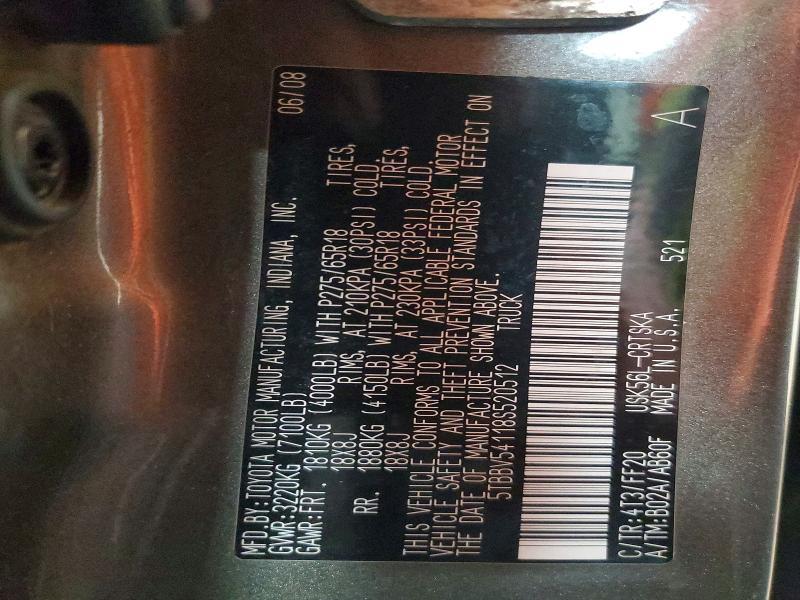 MFD.BY:TOYOTA MOTOR MANUFACTURING, INDIANA, INC. 06/08
GVWR:3220KG (7100LB)
GAWR:FRT. 1810KG (4000LB) WITH P275/65R18 TIRES,
18X8J RIMS, AT 210KPA (30PSI) COLD.
RR. 1880KG (4150LB) WITH P275/65R18 TIRES,
18X8J RIMS, AT 230KPA (33PSI) COLD.
THIS VEHICLE CONFORMS TO ALL APPLICABLE FEDERAL MOTOR
VEHICLE SAFETY AND THEFT PREVENTION STANDARDS IN EFFECT ON
THE DATE OF MANUFACTURE SHOWN ABOVE.
5TBBV54118S520512 TRUCK
C/TR:4T3/FF20 USK56L-CRTSKA A
A/TM:B02A/AB60F MADE IN U.S.A. 521